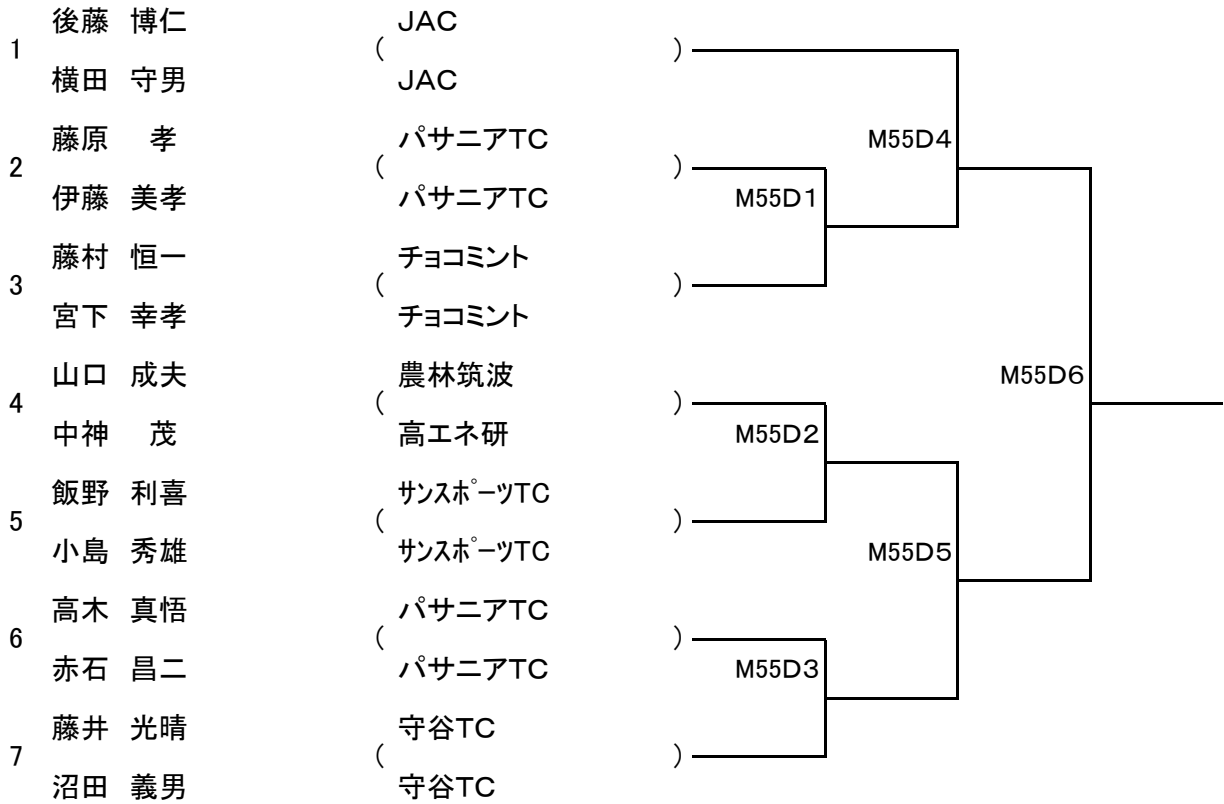 後藤 博仁 JAC
1 ( )
横田 守男 JAC
藤原 孝 パサニアTC M55D4
2 ( )
伊藤 美孝 パサニアTC M55D1
藤村 恒一 チョコミント
3 ( )
宮下 幸孝 チョコミント
山口 成夫 農林筑波 M55D6
4 ( )
中神 茂 高エネ研 M55D2
飯野 利喜 サンスポーツTC
5 ( )
小島 秀雄 サンスポーツTC M55D5
高木 真悟 パサニアTC
6 ( )
赤石 昌二 パサニアTC M55D3
藤井 光晴 守谷TC
7 ( )
沼田 義男 守谷TC